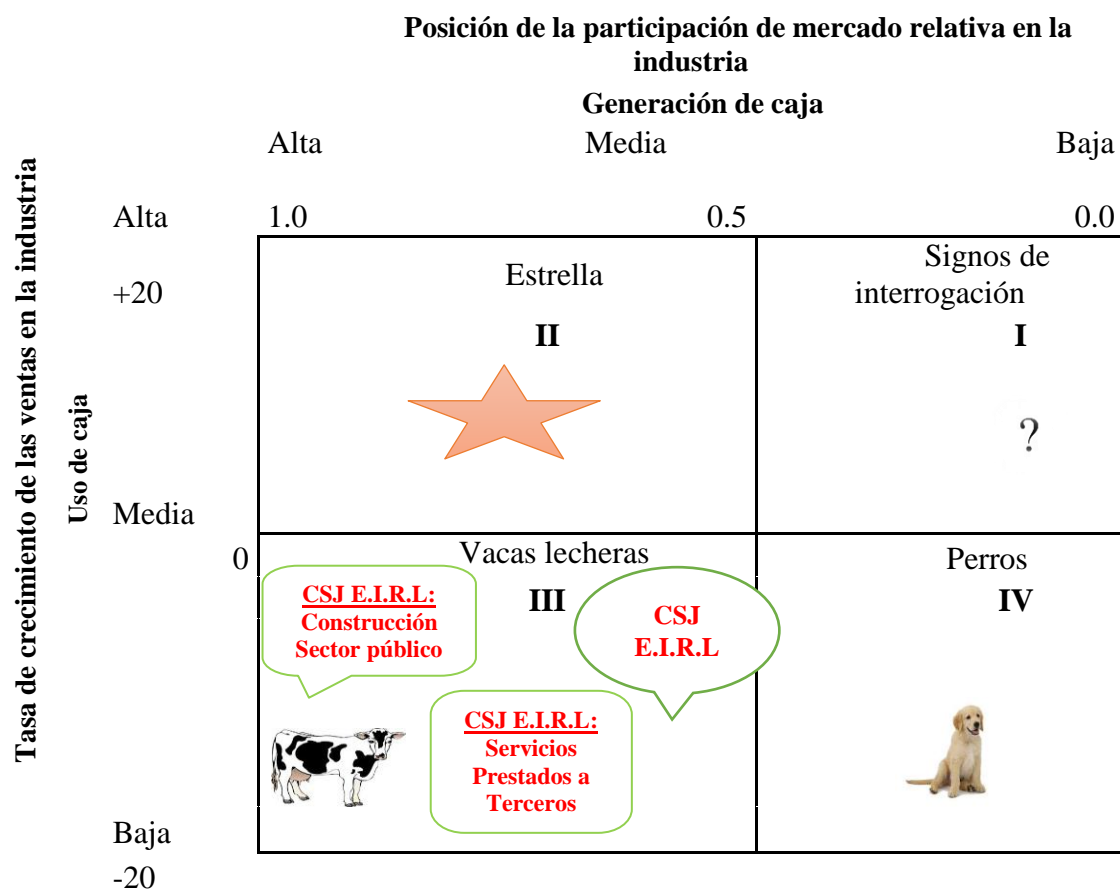 Posición de la participación de mercado relativa en la
industria
Generación de caja
Alta Media Baja
Alta 1.0 0.5 0.0
Tasa de crecimiento de las ventas en la industria
Uso de caja
+20
Estrella
II
Signos de
interrogación
I
?
Media
0
Vacas lecheras
III
CSJ E.I.R.L:
Construcción
Sector público
CSJ
E.I.R.L
CSJ E.I.R.L:
Servicios
Prestados a
Terceros
Perros
IV
Baja
-20